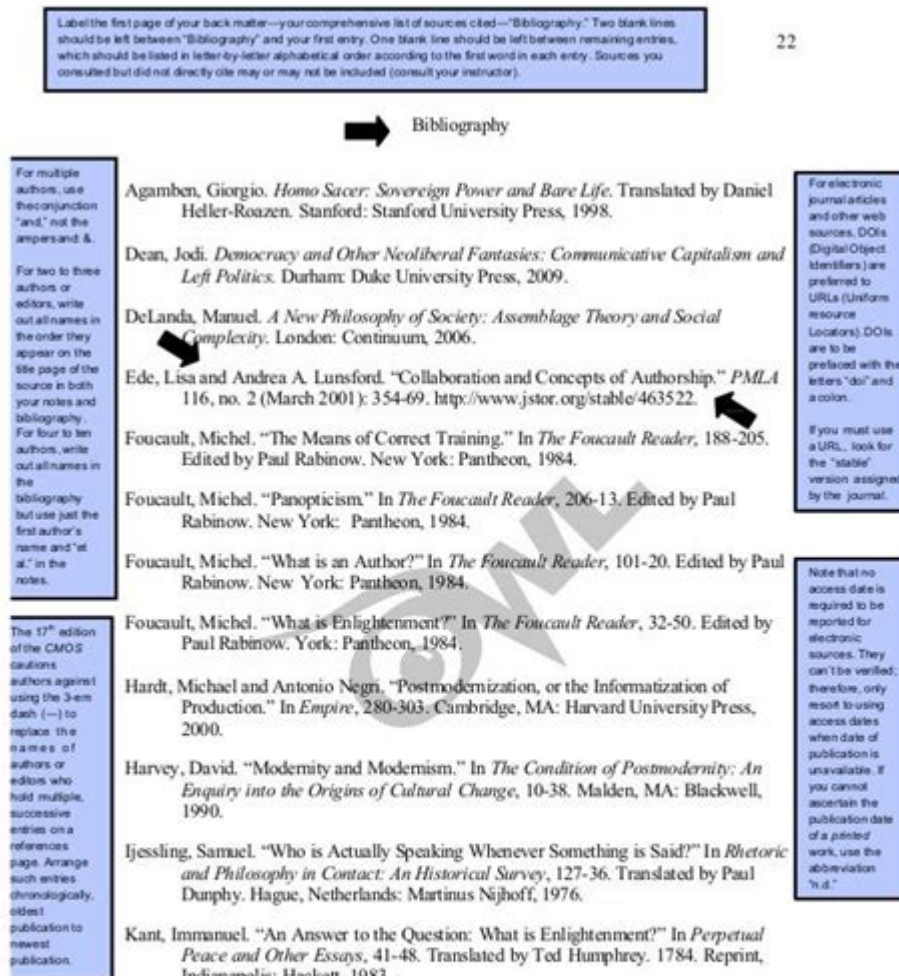 Label the first page of your back matter—your comprehensive list of sources cited—“Bibliography.” Two blank lines
should be left between “Bibliography” and your first entry. One blank line should be left between remaining entries,
which should be listed in letter-by-letter alphabetical order according to the first word in each entry. Sources you
consulted but did not directly cite may or may not be included (consult your instructor).
22
Bibliography
For multiple
authors, use
the conjunction
“and,” not the
ampersand: &.
For two to three
authors or
editors, write
out all names in
the order they
appear on the
title page of the
source in both
your notes and
bibliography.
For four to ten
authors, write
out all names in
the
bibliography
but use just the
first author’s
name and “et
al.” in the
notes.
The 17th edition
of the CMOS
cautions
authors against
using the 3-em
dash (—) to
replace the
names of
authors or
editors who
hold multiple,
successive
entries on a
references
page. Arrange
such entries
chronologically,
oldest
publication to
newest
publication.
Agamben, Giorgio. Homo Sacer: Sovereign Power and Bare Life. Translated by Daniel
Heller-Roazen. Stanford: Stanford University Press, 1998.
Dean, Jodi. Democracy and Other Neoliberal Fantasies: Communicative Capitalism and
Left Politics. Durham: Duke University Press, 2009.
DeLanda, Manuel. A New Philosophy of Society: Assemblage Theory and Social
Complexity. London: Continuum, 2006.
Ede, Lisa and Andrea A. Lunsford. “Collaboration and Concepts of Authorship.” PMLA
116, no. 2 (March 2001): 354-69. http://www.jstor.org/stable/463522.
Foucault, Michel. “The Means of Correct Training.” In The Foucault Reader, 188-205.
Edited by Paul Rabinow. New York: Pantheon, 1984.
Foucault, Michel. “Panopticism.” In The Foucault Reader, 206-13. Edited by Paul
Rabinow. New York: Pantheon, 1984.
Foucault, Michel. “What is an Author?” In The Foucault Reader, 101-20. Edited by Paul
Rabinow. New York: Pantheon, 1984.
Foucault, Michel. “What is Enlightenment?” In The Foucault Reader, 32-50. Edited by
Paul Rabinow. York: Pantheon, 1984.
Hardt, Michael and Antonio Negri. “Postmodernization, or the Informatization of
Production.” In Empire, 280-303. Cambridge, MA: Harvard University Press,
2000.
Harvey, David. “Modernity and Modernism.” In The Condition of Postmodernity: An
Enquiry into the Origins of Cultural Change, 10-38. Malden, MA: Blackwell,
1990.
Ijessling, Samuel. “Who is Actually Speaking Whenever Something is Said?” In Rhetoric
and Philosophy in Contact: An Historical Survey, 127-36. Translated by Paul
Dunphy. Hague, Netherlands: Martinus Nijhoff, 1976.
Kant, Immanuel. “An Answer to the Question: What is Enlightenment?” In Perpetual
Peace and Other Essays, 41-48. Translated by Ted Humphrey. 1784. Reprint,
Indianapolis: Hackett, 1983.
OWL
For electronic
journal articles
and other web
sources, DOIs
(Digital Object
Identifiers) are
preferred to
URLs (Uniform
resource
Locators). DOIs
are to be
prefaced with the
letters “doi” and
a colon.
If you must use
a URL, look for
the “stable”
version assigned
by the journal.
Note that no
access date is
required to be
reported for
electronic
sources. They
can’t be verified;
therefore, only
resort to using
access dates
when date of
publication is
unavailable. If
you cannot
ascertain the
publication date
of a printed
work, use the
abbreviation
“n.d.”